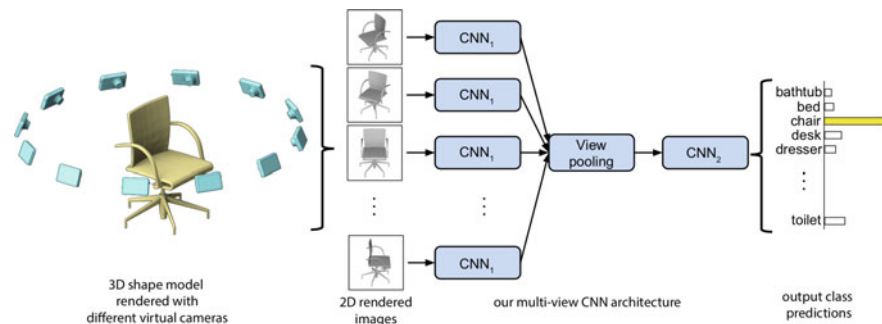 CNN₁
CNN₁
CNN₁
CNN₁
View
pooling
CNN₂
bathtub
bed
chair
desk
dresser
toilet
3D shape model
rendered with
different virtual cameras
2D rendered
images
our multi-view CNN architecture
output class
predictions